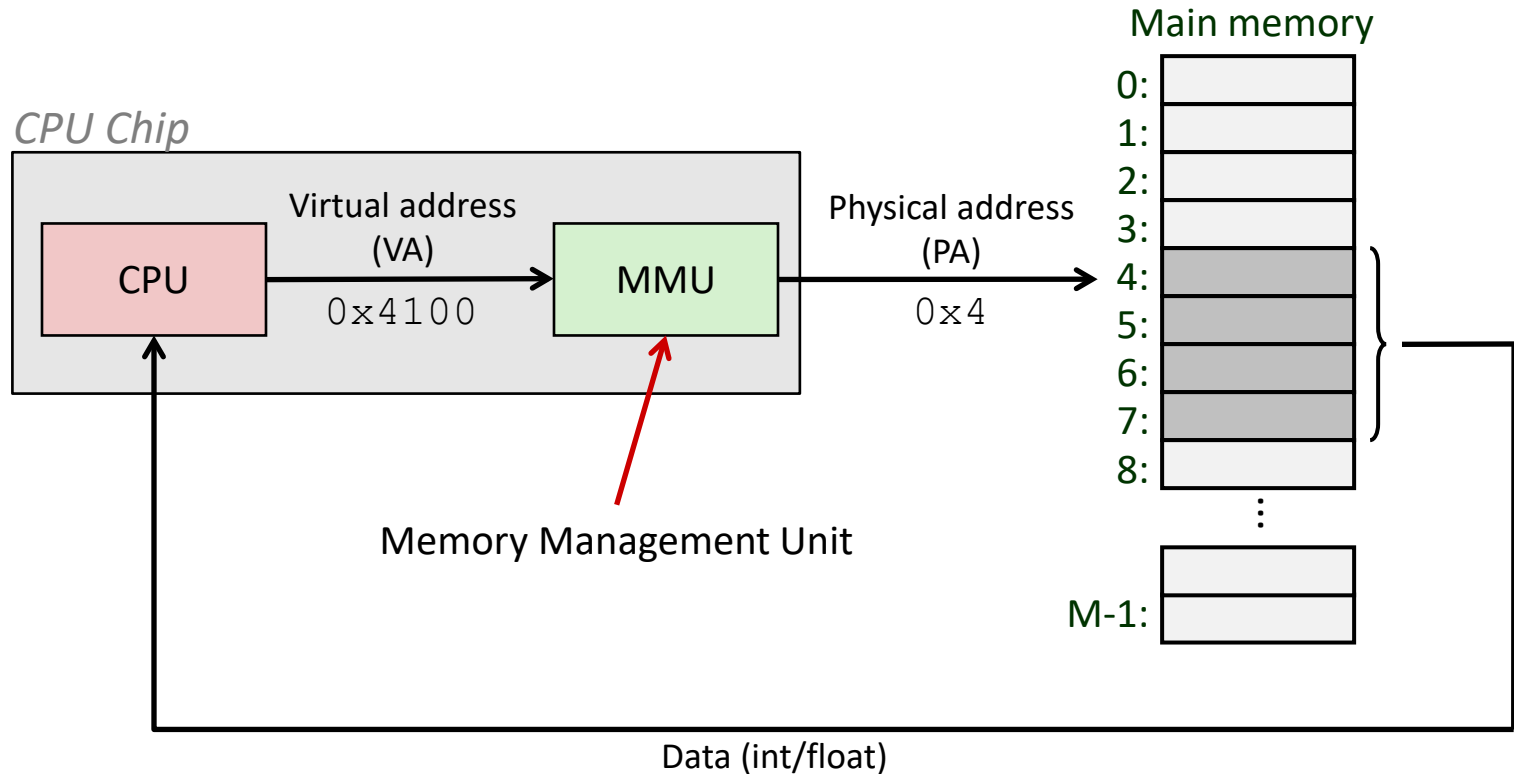 Main memory
0:
1:
2:
3:
4:
5:
6:
7:
8:
⋮
M-1:
CPU Chip
Virtual address
(VA)
CPU
0x4100
MMU
Physical address
(PA)
0x4
Memory Management Unit
Data (int/float)